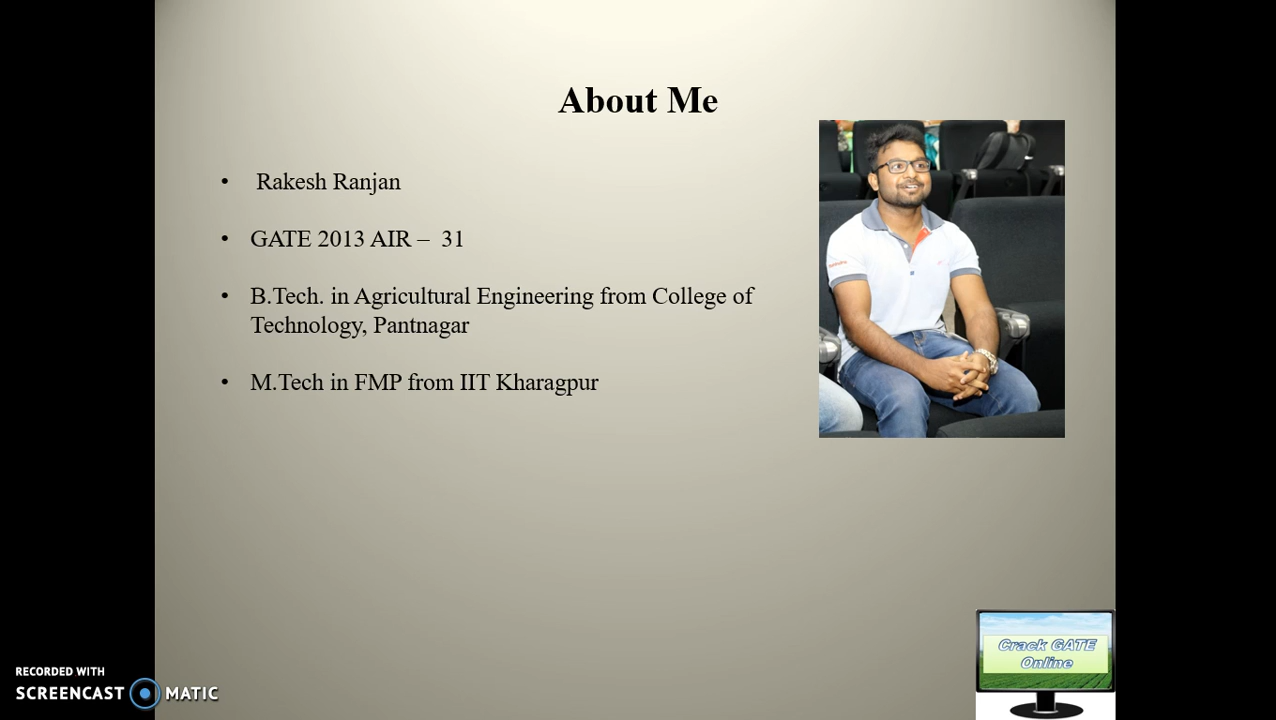 About Me
• Rakesh Ranjan
• GATE 2013 AIR – 31
• B.Tech. in Agricultural Engineering from College of
Technology, Pantnagar
• M.Tech in FMP from IIT Kharagpur
Crack GATE
Online
RECORDED WITH
SCREENCAST MATIC